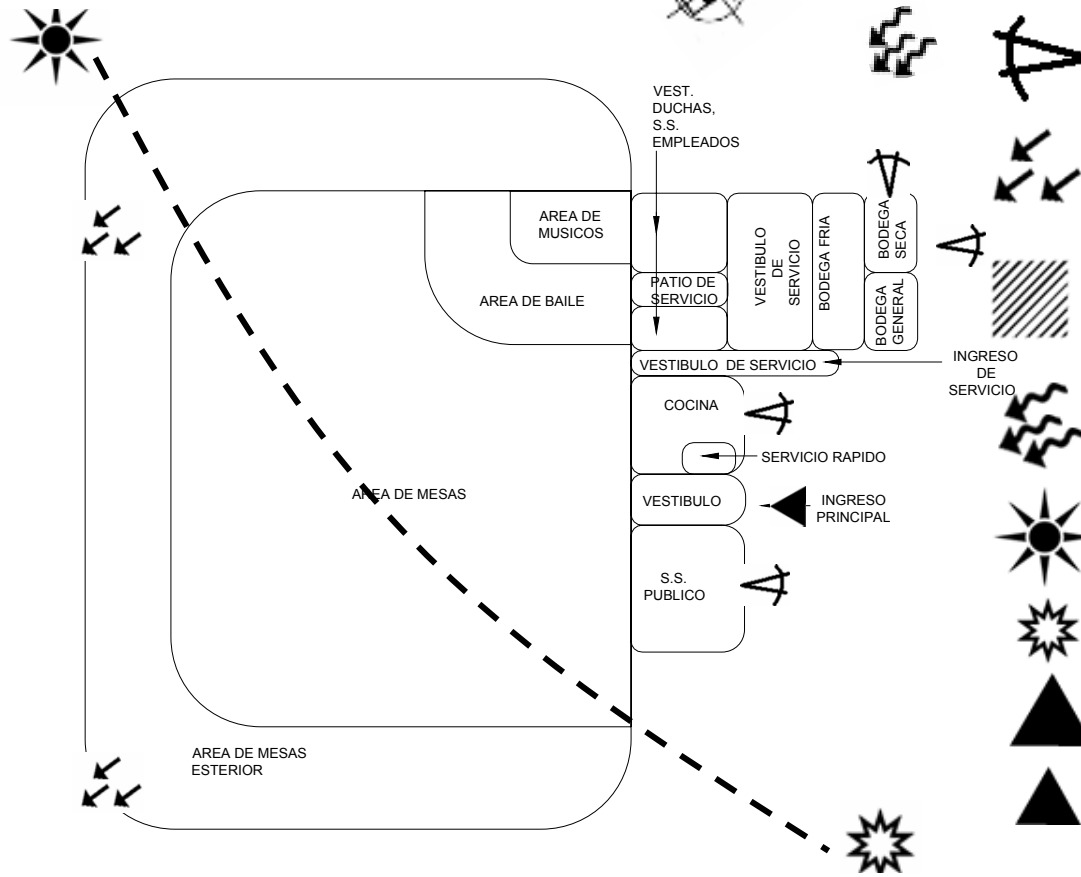 VEST.
DUCHAS,
S.S.
EMPLEADOS
AREA DE
MUSICOS
AREA DE BAILE
PATIO DE
SERVICIO
VESTIBULO
DE
SERVICIO
BODEGA FRIA
BODEGA
SECA
BODEGA
GENERAL
VESTIBULO DE SERVICIO
INGRESO
DE
SERVICIO
COCINA
SERVICIO RAPIDO
AREA DE MESAS
VESTIBULO
INGRESO
PRINCIPAL
S.S.
PUBLICO
AREA DE MESAS
ESTERIOR